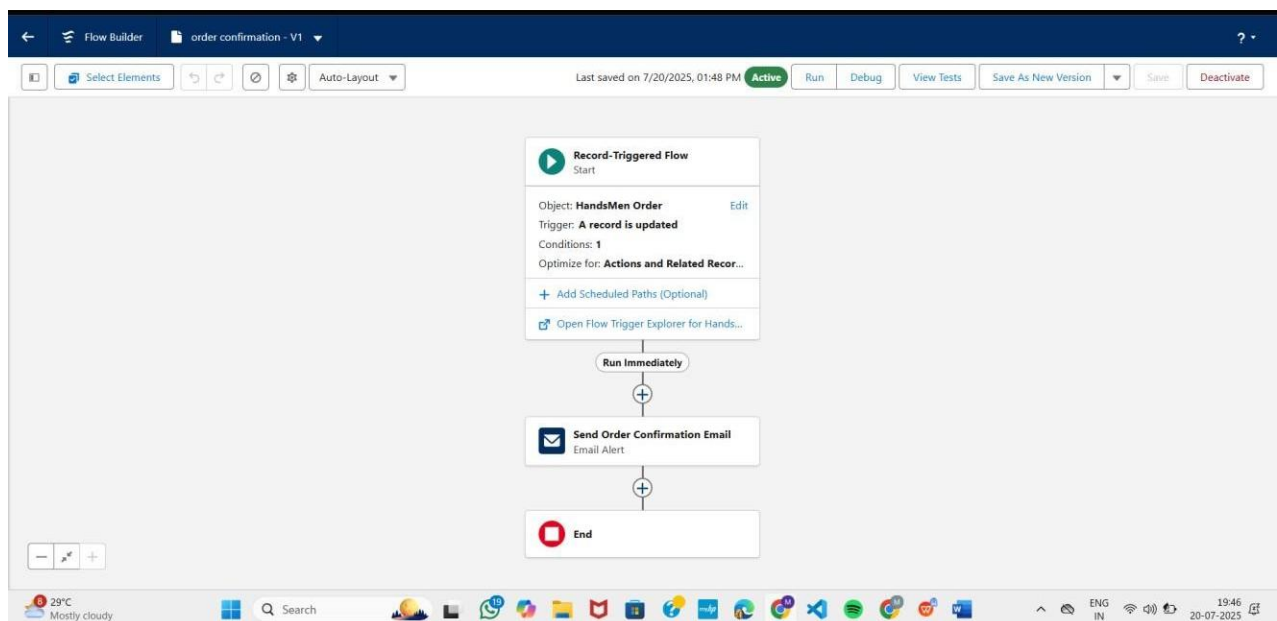 Flow Builder
order confirmation - V1
?
Select Elements
Auto-Layout
Last saved on 7/20/2025, 01:48 PM Active
Run
Debug
View Tests
Save As New Version
Save
Deactivate
Record-Triggered Flow
Start
Object: HandsMen Order Edit
Trigger: A record is updated
Conditions: 1
Optimize for: Actions and Related Recor...
+ Add Scheduled Paths (Optional)
Open Flow Trigger Explorer for Hands...
Run Immediately
Send Order Confirmation Email
Email Alert
End
8
29°C
Mostly cloudy
Search
19
ENG
IN
19:46
20-07-2025